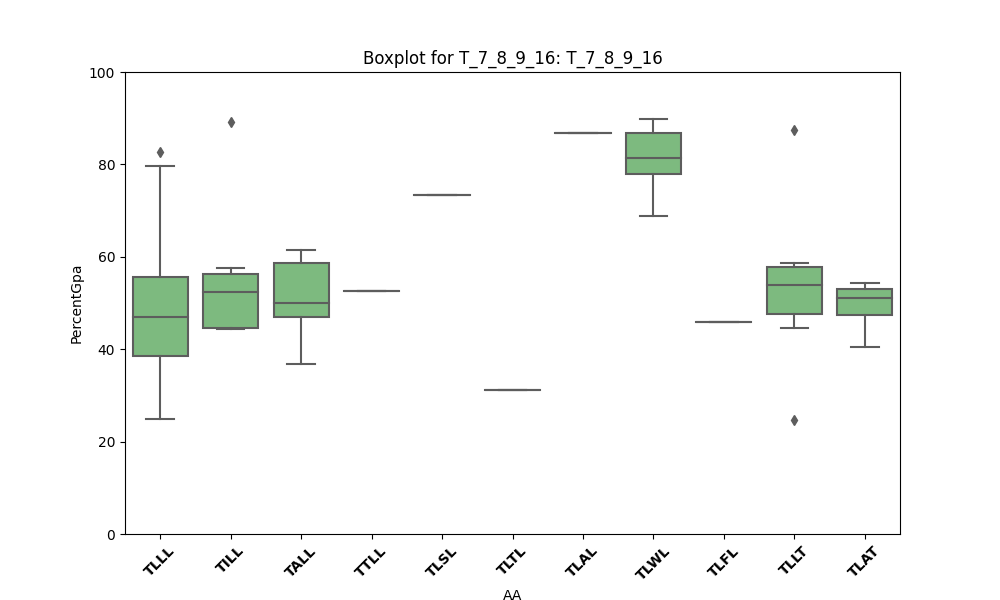 Boxplot for T_7_8_9_16: T_7_8_9_16
100
80
60
40
20
0
PercentGpa
TLLL TILL TALL TTLL TLSL TLTL TLAL TLWL TLFL TLLT TLAT
AA